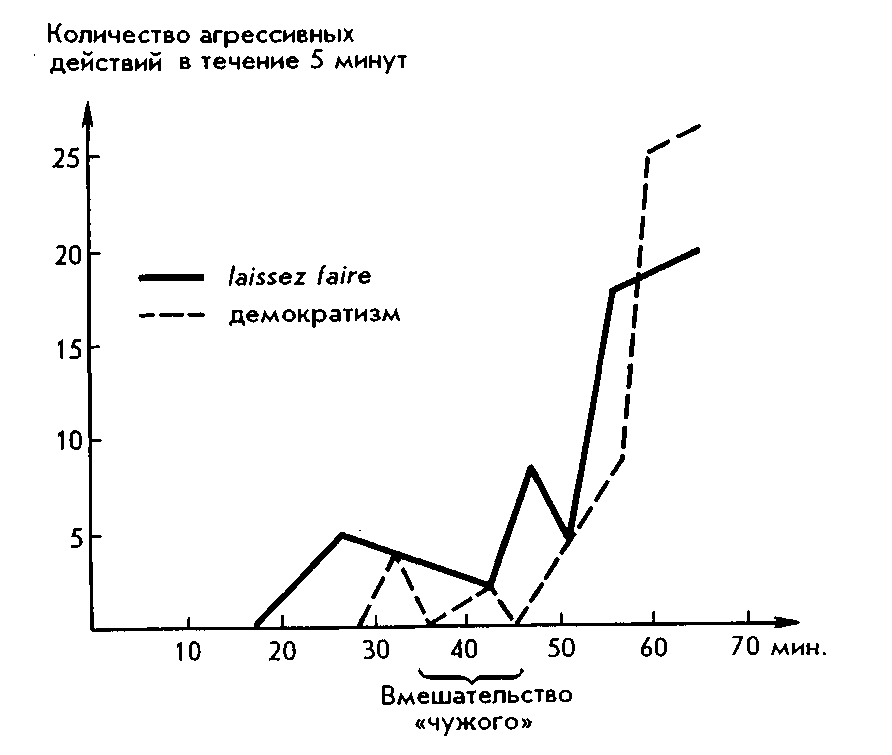 Количество агрессивных
действий в течение 5 минут
25
20
15
10
5
laissez faire
демократизм
10 20 30 40 50 60 70 мин.
Вмешательство
«чужого»